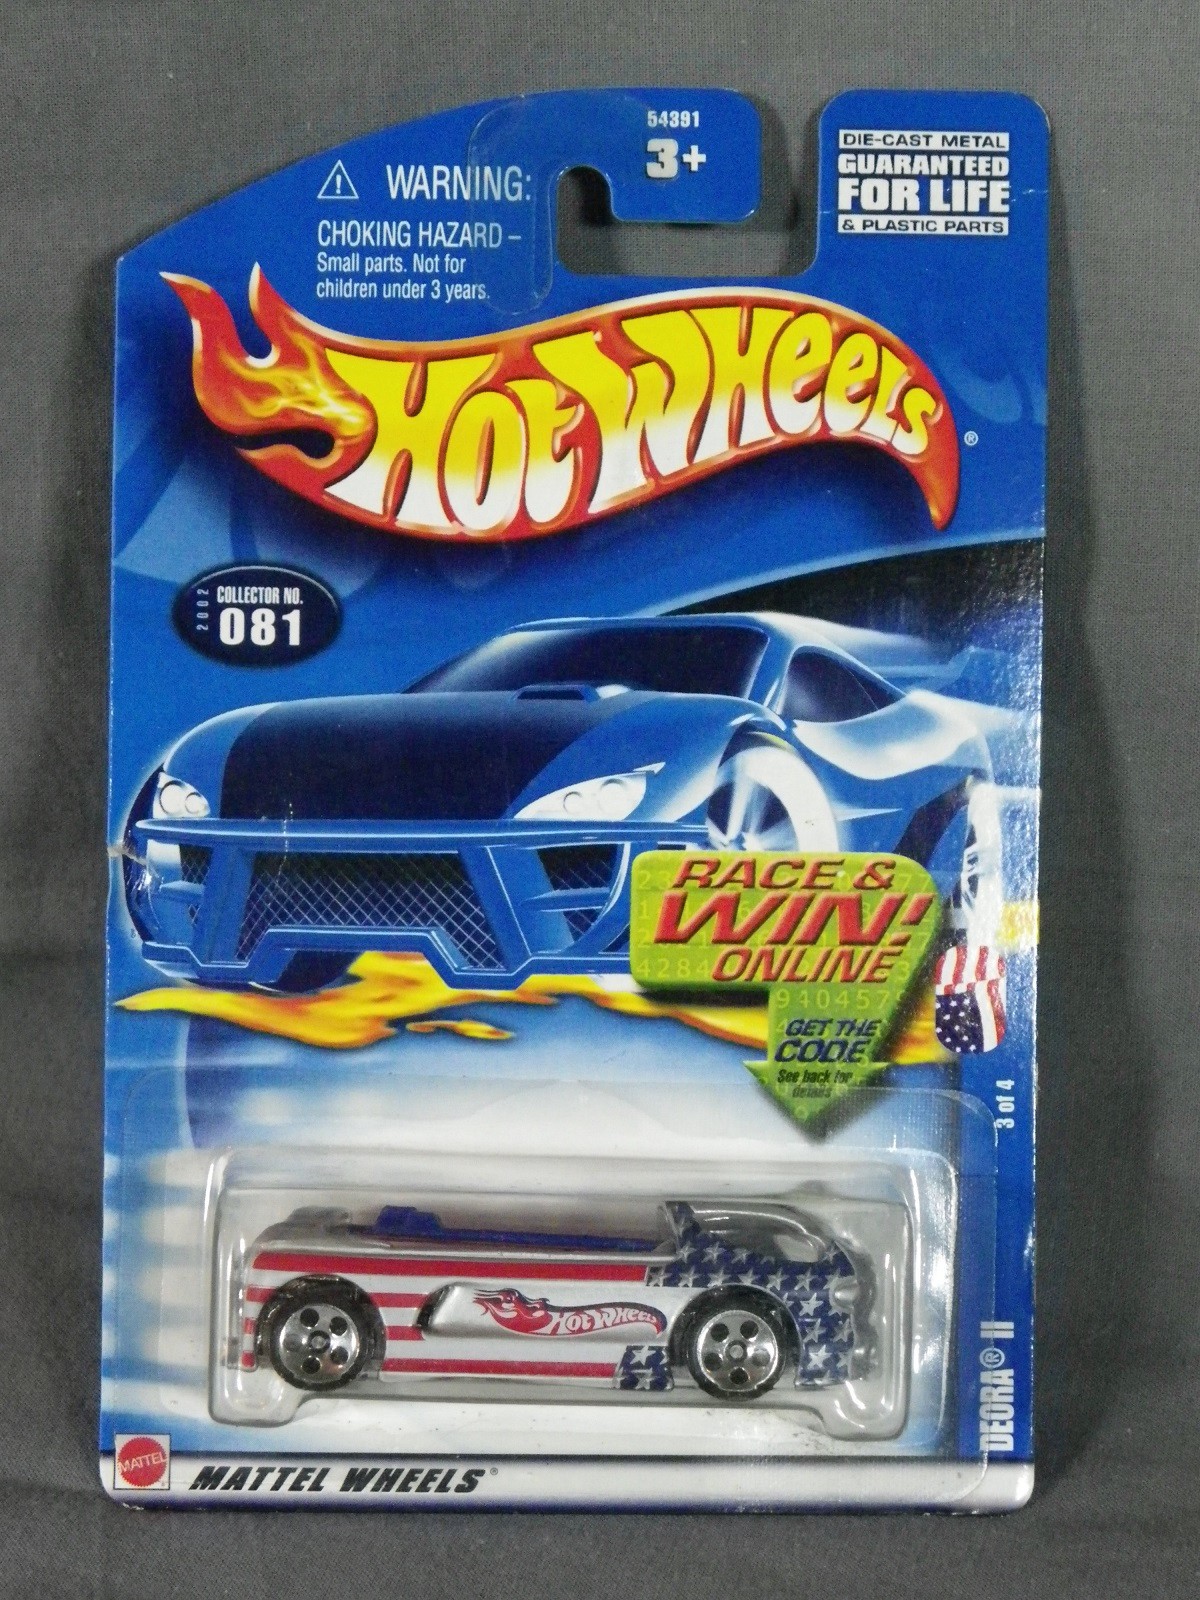 54391
3+
DIE-CAST METAL
GUARANTEED
FOR LIFE
& PLASTIC PARTS
WARNING:
CHOKING HAZARD –
Small parts. Not for
children under 3 years.
HOT WHEELS®
2002
COLLECTOR NO.
081
RACE &
WIN!
ONLINE
4284
9404575
GET THE
CODE
See back for
details
3 of 4
DEORA® II
HOT WHEELS
MATTEL
MATTEL WHEELS®